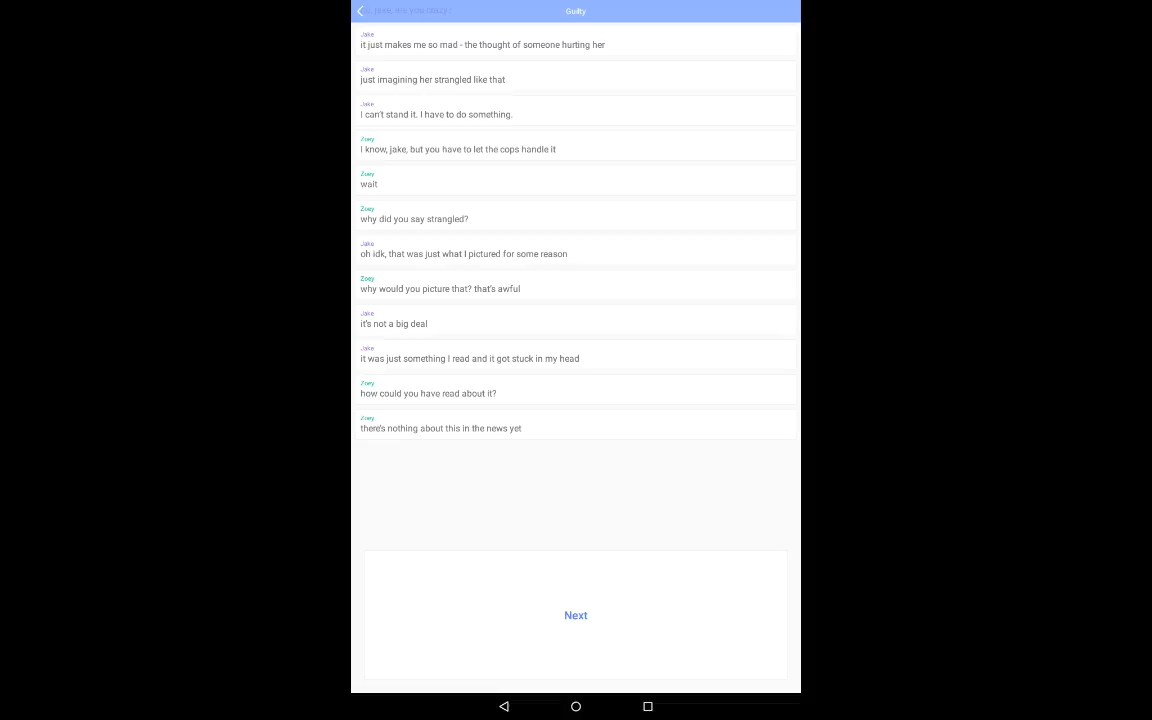 Guilty
Jake
it just makes me so mad - the thought of someone hurting her
Jake
just imagining her strangled like that
Jake
I can't stand it. I have to do something.
Zoey
I know, jake, but you have to let the cops handle it
Zoey
wait
Zoey
why did you say strangled?
Jake
oh idk, that was just what I pictured for some reason
Zoey
why would you picture that? that's awful
Jake
it's not a big deal
Jake
it was just something I read and it got stuck in my head
Zoey
how could you have read about it?
Zoey
there's nothing about this in the news yet
Next